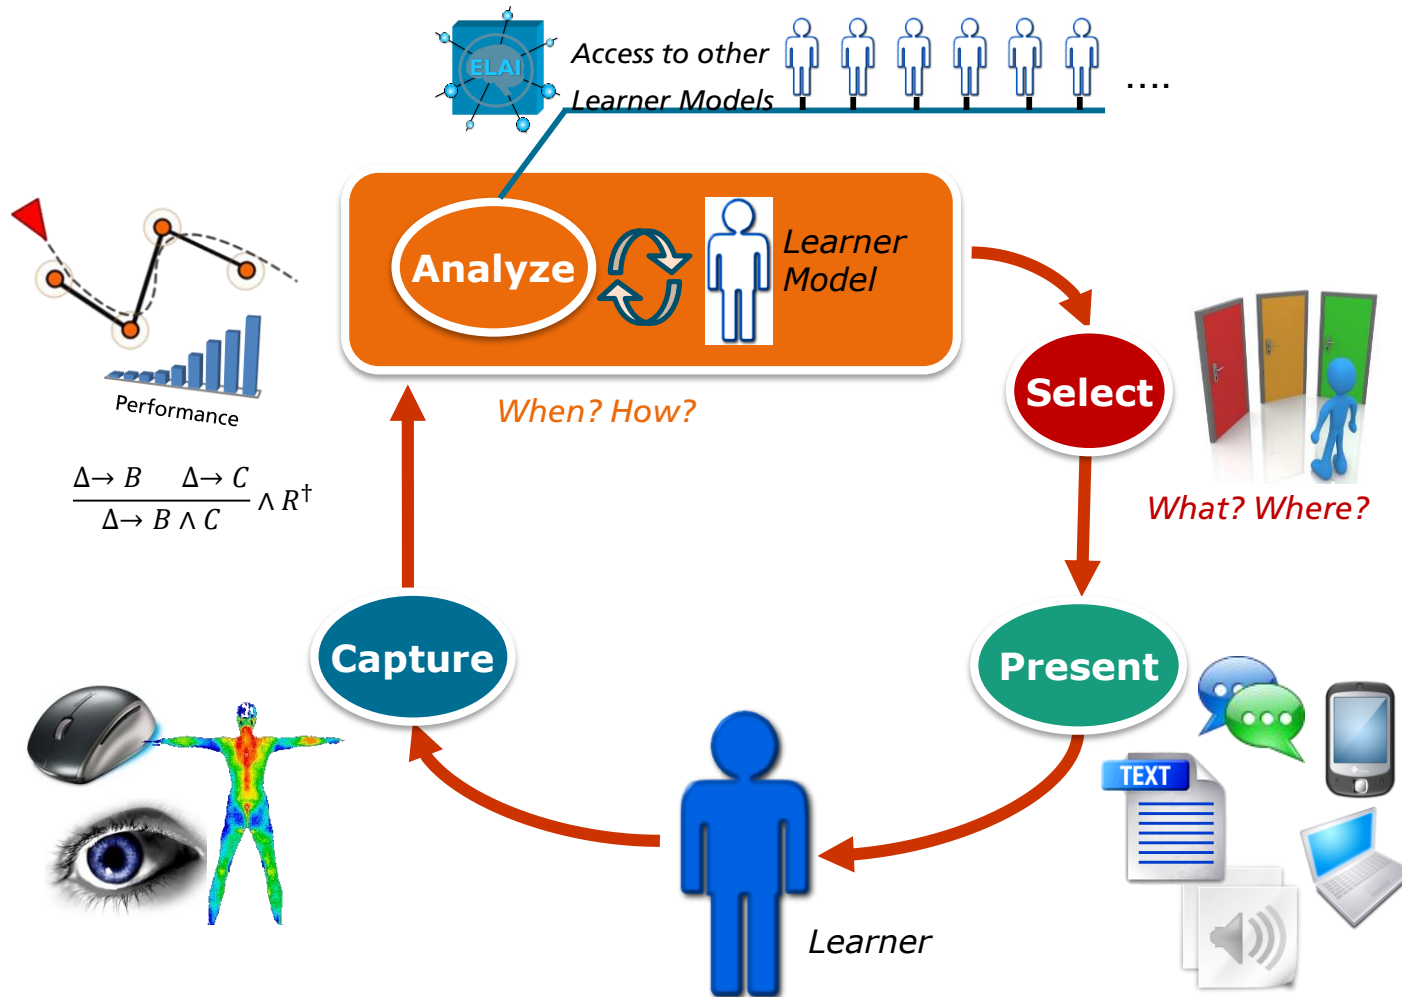 ELAI
Access to other
Learner Models
....
Analyze
Learner
Model
When? How?
Select
What? Where?
Performance
Δ→ B Δ→ C
Δ→ B ∧ C
∧ R†
Capture
Present
TEXT
Learner